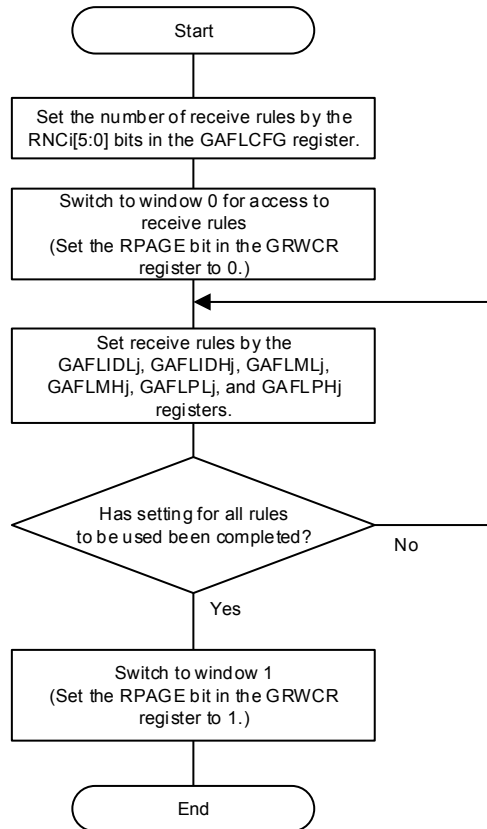 Start
Set the number of receive rules by the
RNCi[5:0] bits in the GAFLCFG register.
Switch to window 0 for access to
receive rules
(Set the RPAGE bit in the GRWCR
register to 0.)
Set receive rules by the
GAFLIDLj, GAFLIDHj, GAFLMLj,
GAFLMHj, GAFLPLj, and GAFLPHj
registers.
Has setting for all rules
to be used been completed?
No
Yes
Switch to window 1
(Set the RPAGE bit in the GRWCR
register to 1.)
End